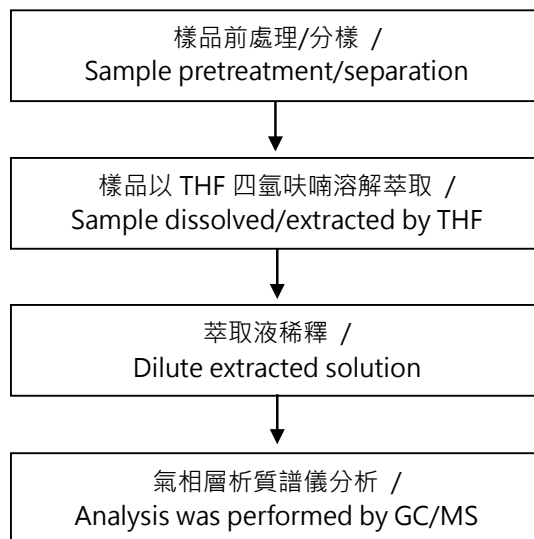 樣品前處理/分樣 /
Sample pretreatment/separation
樣品以 THF 四氫呋喃溶解萃取 /
Sample dissolved/extracted by THF
萃取液稀釋 /
Dilute extracted solution
氣相層析質譜儀分析 /
Analysis was performed by GC/MS